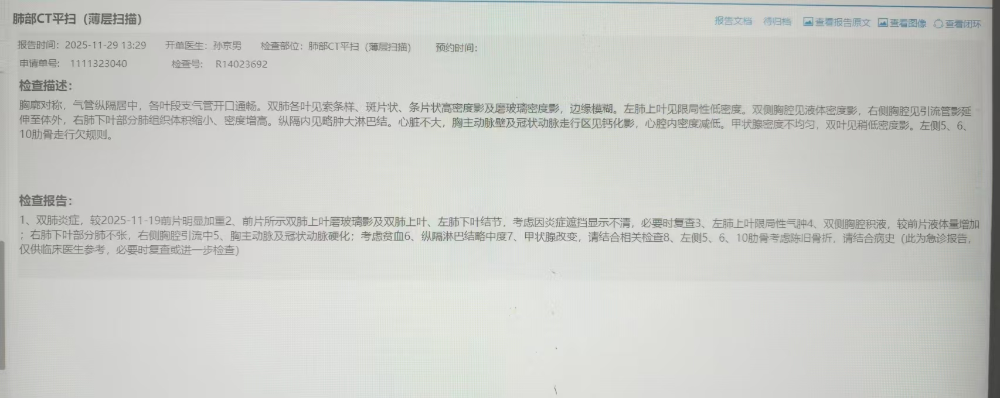 肺部CT平扫（薄层扫描）
报告文档 待归档 查看报告原文 查看图像 查看闭环
报告时间：2025-11-29 13:29 开单医生：孙京男 检查部位：肺部CT平扫（薄层扫描） 预约时间：
申请单号： 1111323040 检查号： R14023692
检查描述：
胸廓对称，气管纵隔居中，各叶段支气管开口通畅。双肺各叶见索条样、斑片状、条片状高密度影及磨玻璃密度影，边缘模糊。左肺上叶见限局性低密度。双侧胸腔见液体密度影，右侧胸腔见引流管影延
伸至体外，右肺下叶部分肺组织体积缩小、密度增高。纵隔内见略肿大淋巴结。心脏不大，胸主动脉壁及冠状动脉走行区见钙化影，心腔内密度减低。甲状腺密度不均匀，双叶见稍低密度影。左侧5、6、
10肋骨走行欠规则。
检查报告：
1、双肺炎症，较2025-11-19前片明显加重2、前片所示双肺上叶磨玻璃影及双肺上叶、左肺下叶结节，考虑因炎症遮挡显示不清，必要时复查3、左肺上叶限局性气肿4、双侧胸腔积液，较前片液体量增加
；右肺下叶部分肺不张，右侧胸腔引流中5、胸主动脉及冠状动脉硬化；考虑贫血6、纵隔淋巴结略中度7、甲状腺改变，请结合相关检查8、左侧5、6、10肋骨考虑陈旧骨折，请结合病史（此为急诊报告，
仅供临床医生参考，必要时复查或进一步检查）